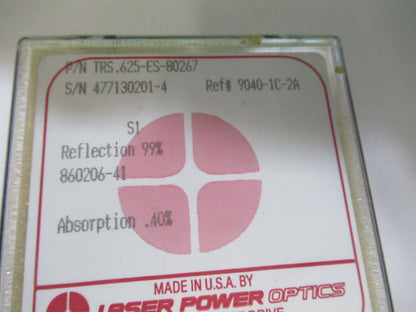 P/N TRS.625-ES-80267
S/N 477130201-4 Ref# 9040-1C-2A
S1
Reflection 99%
860206-41
Absorption .40%
MADE IN U.S.A. BY
LASER POWER OPTICS
DRIVE